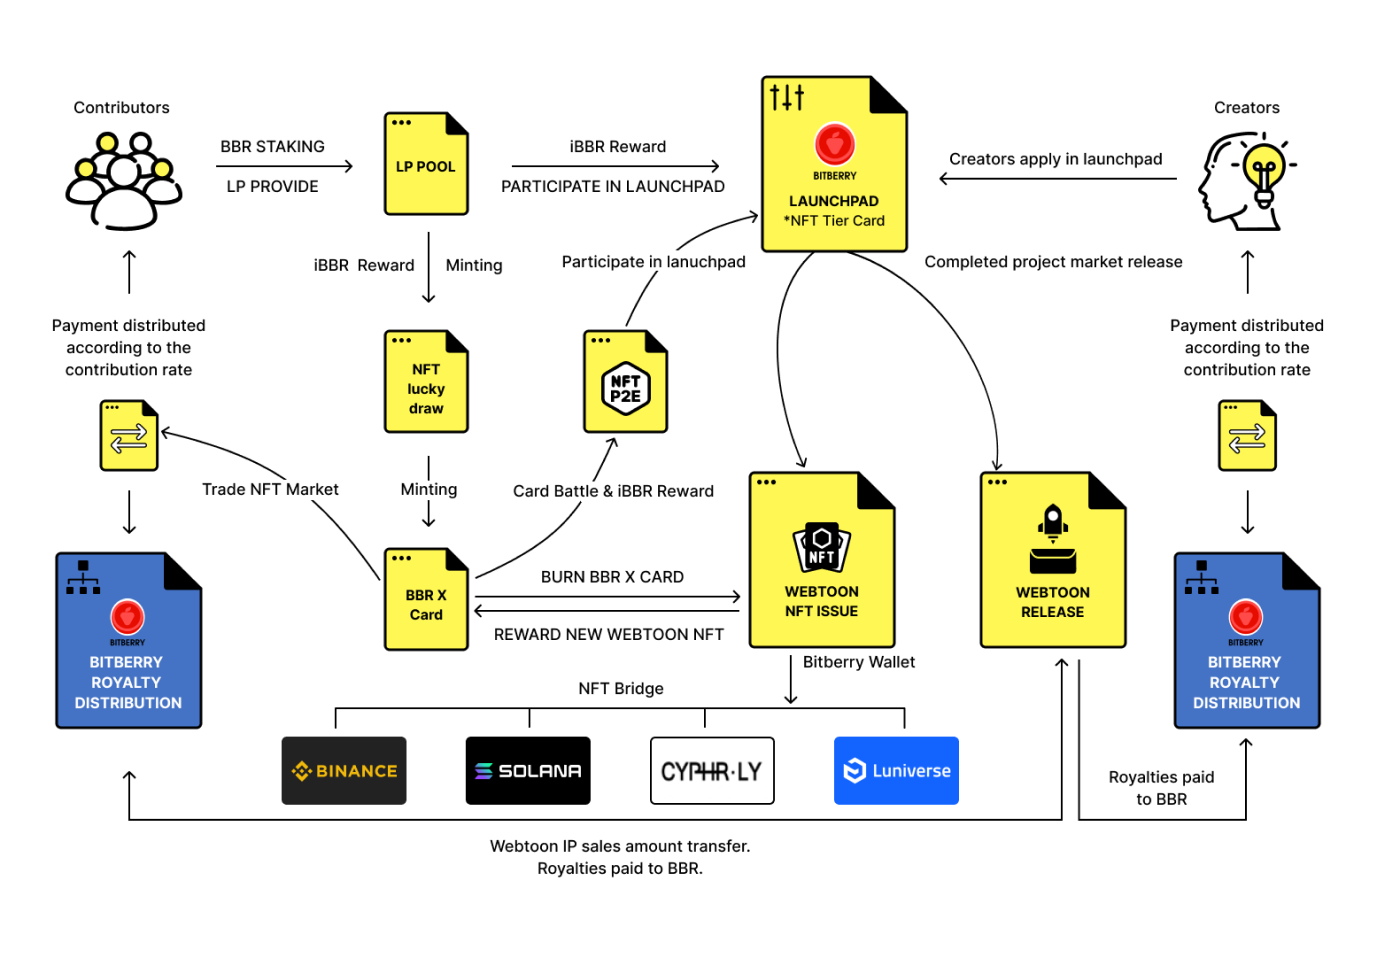 Contributors
Creators
BBR STAKING
LP PROVIDE
LP POOL
iBBR Reward
PARTICIPATE IN LAUNCHPAD
BITBERRY
LAUNCHPAD
*NFT Tier Card
Creators apply in launchpad
iBBR Reward
Minting
Participate in lanuchpad
Completed project market release
Payment distributed
according to the
contribution rate
NFT
lucky
draw
NFT
P2E
Payment distributed
according to the
contribution rate
Trade NFT Market
Minting
Card Battle & iBBR Reward
BITBERRY
BITBERRY
ROYALTY
DISTRIBUTION
BBR X
Card
BURN BBR X CARD
REWARD NEW WEBTOON NFT
NFT
WEBTOON
NFT ISSUE
WEBTOON
RELEASE
BITBERRY
BITBERRY
ROYALTY
DISTRIBUTION
Bitberry Wallet
NFT Bridge
BINANCE
SOLANA
CYPHR·LY
Luniverse
Royalties paid
to BBR
Webtoon IP sales amount transfer.
Royalties paid to BBR.